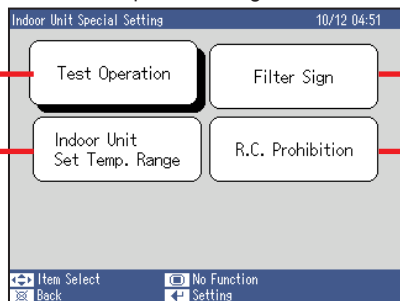 Indoor Unit Special Setting 10/12 04:51
Test Operation
Filter Sign
Indoor Unit
Set Temp. Range
R.C. Prohibition
Item Select No Function
Back Setting